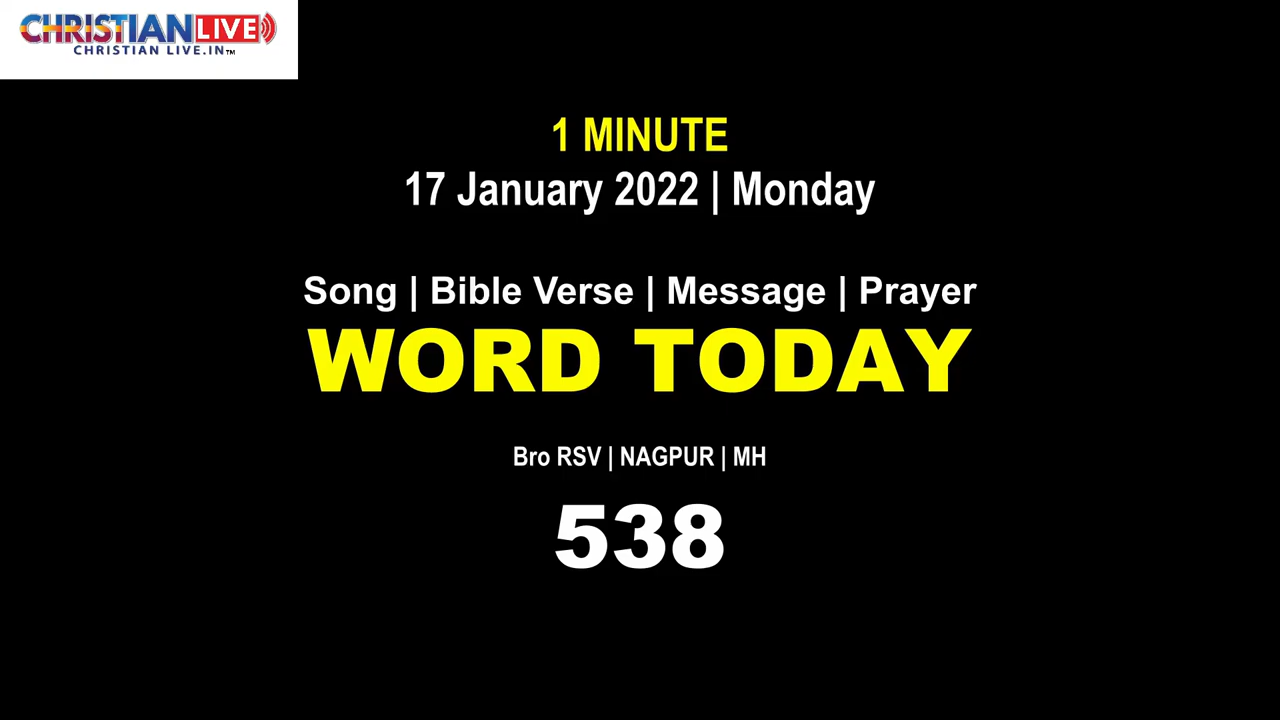 CHRISTIANLIVE
CHRISTIAN LIVE.IN™
1 MINUTE
17 January 2022 | Monday
Song | Bible Verse | Message | Prayer
WORD TODAY
Bro RSV | NAGPUR | MH
538